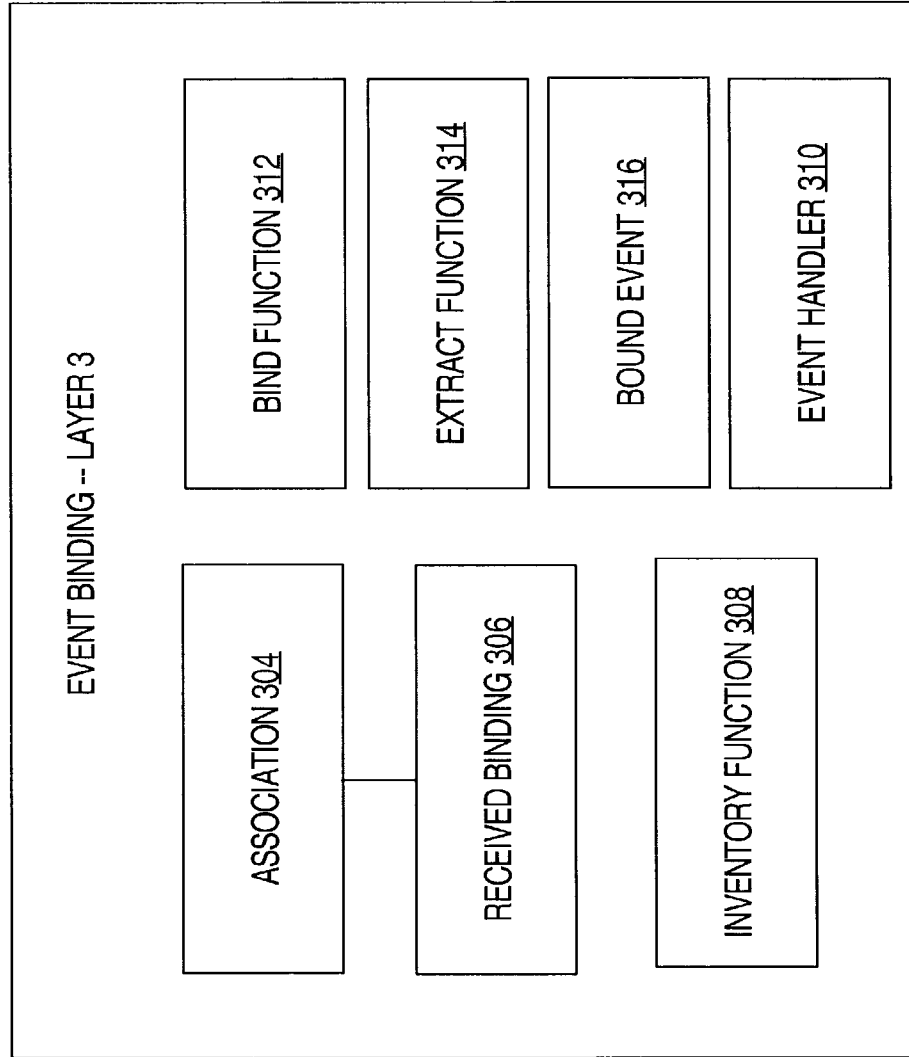 EVENT BINDING -- LAYER 3
ASSOCIATION 304
RECEIVED BINDING 306
INVENTORY FUNCTION 308
BIND FUNCTION 312
EXTRACT FUNCTION 314
BOUND EVENT 316
EVENT HANDLER 310